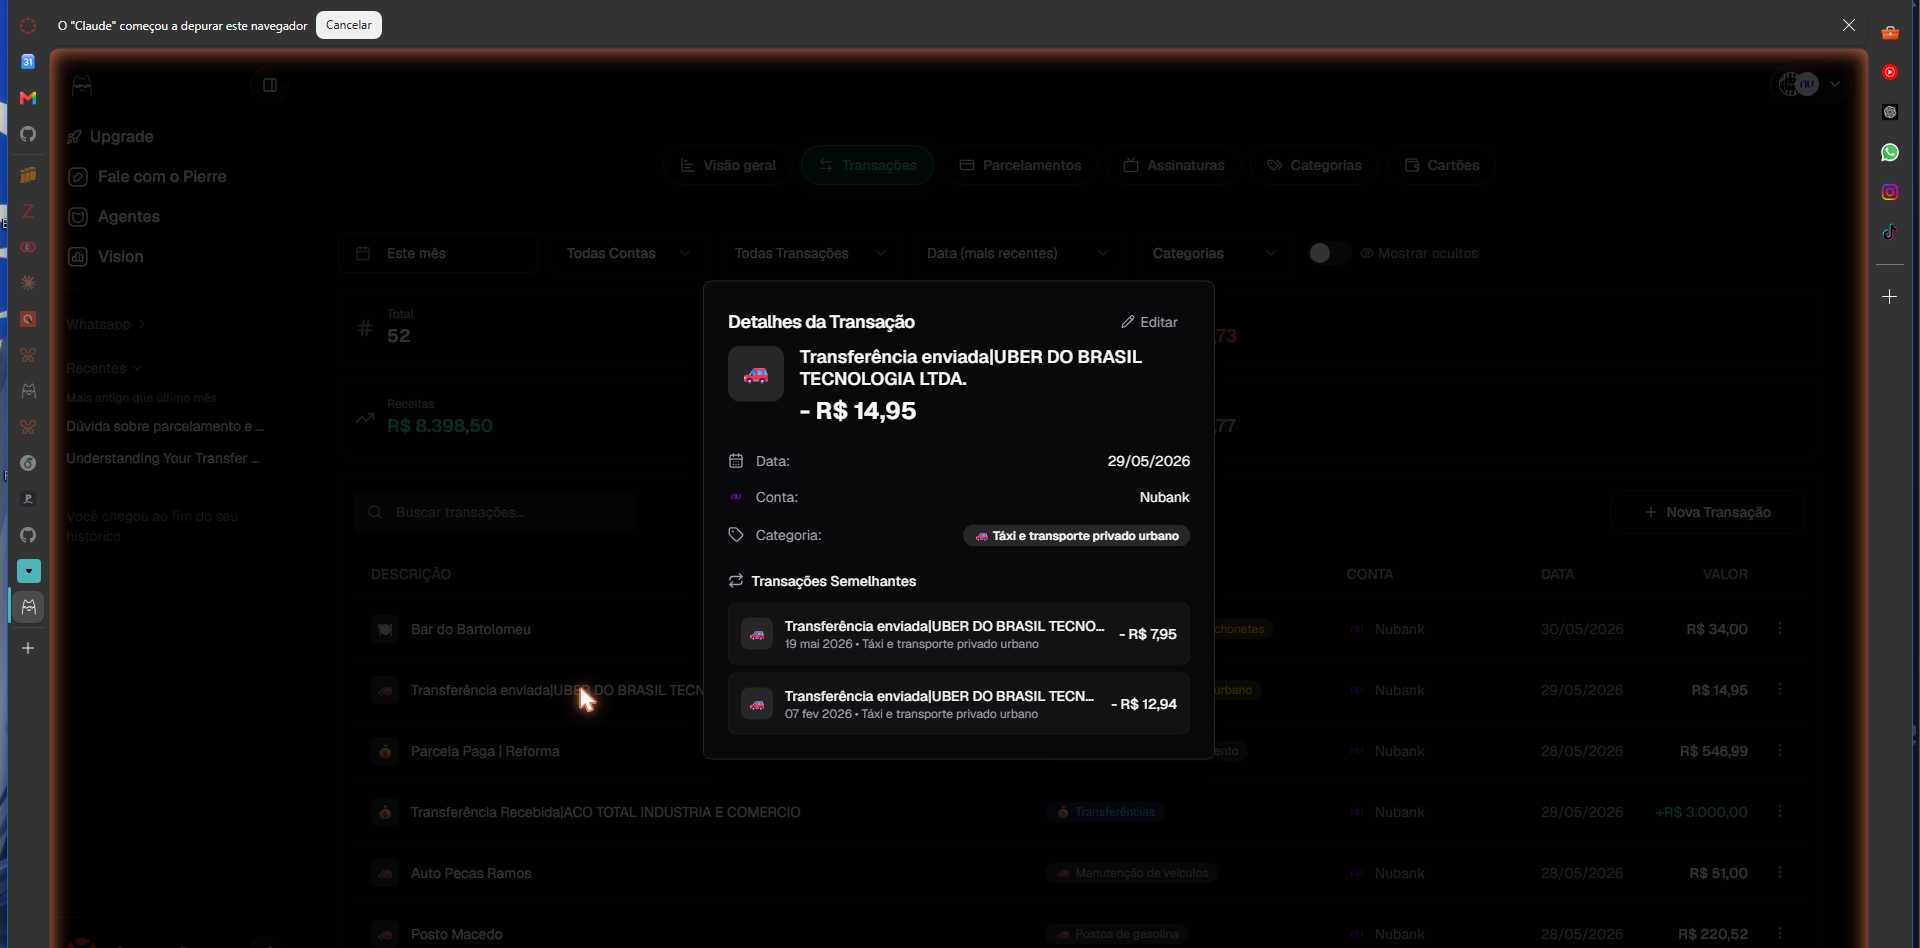 O "Claude" começou a depurar este navegador
Cancelar
31
Upgrade
Fale com o Pierre
Agentes
Vision
Whatsapp
Recentes
Mais antigo que último mês
Dúvida sobre parcelamento e ...
Understanding Your Transfer ...
Você chegou ao fim do seu
histórico
Visão geral
Transações
Parcelamentos
Assinaturas
Categorias
Cartões
Este mês
Todas Contas
Todas Transações
Data (mais recentes)
Categorias
Mostrar ocultos
Total
52
,73
Receitas
R$ 8.398,50
,77
Buscar transações...
Nova Transação
DESCRIÇÃO
CONTA
DATA
VALOR
Bar do Bartolomeu
chonetes
Nubank
30/05/2026
R$ 34,00
Transferência enviada|UBER DO BRASIL TECN
urbano
Nubank
29/05/2026
R$ 14,95
Parcela Paga | Reforma
ento
Nubank
28/05/2026
R$ 546,99
Transferência Recebida|ACO TOTAL INDUSTRIA E COMERCIO
Transferências
Nubank
28/05/2026
+R$ 3.000,00
Auto Pecas Ramos
Manutenção de veículos
Nubank
28/05/2026
R$ 51,00
Posto Macedo
Postos de gasolina
Nubank
28/05/2026
R$ 220,52
Detalhes da Transação
Editar
Transferência enviada|UBER DO BRASIL
TECNOLOGIA LTDA.
- R$ 14,95
Data:
29/05/2026
Conta:
Nubank
Categoria:
Táxi e transporte privado urbano
Transações Semelhantes
Transferência enviada|UBER DO BRASIL TECNO...
19 mai 2026 • Táxi e transporte privado urbano
- R$ 7,95
Transferência enviada|UBER DO BRASIL TECN...
07 fev 2026 • Táxi e transporte privado urbano
- R$ 12,94